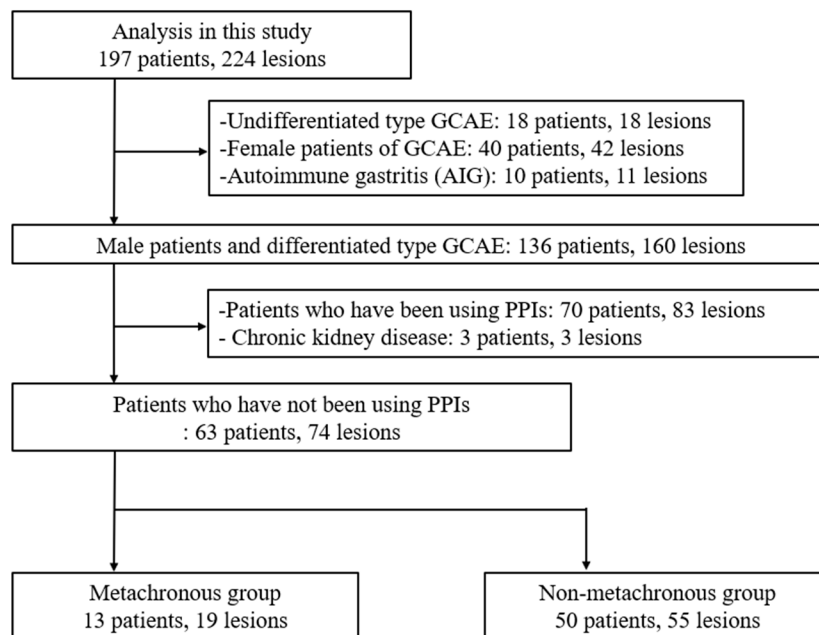 Analysis in this study
197 patients, 224 lesions
-Undifferentiated type GCAE: 18 patients, 18 lesions
-Female patients of GCAE: 40 patients, 42 lesions
-Autoimmune gastritis (AIG): 10 patients, 11 lesions
Male patients and differentiated type GCAE: 136 patients, 160 lesions
-Patients who have been using PPIs: 70 patients, 83 lesions
- Chronic kidney disease: 3 patients, 3 lesions
Patients who have not been using PPIs
: 63 patients, 74 lesions
Metachronous group
13 patients, 19 lesions
Non-metachronous group
50 patients, 55 lesions